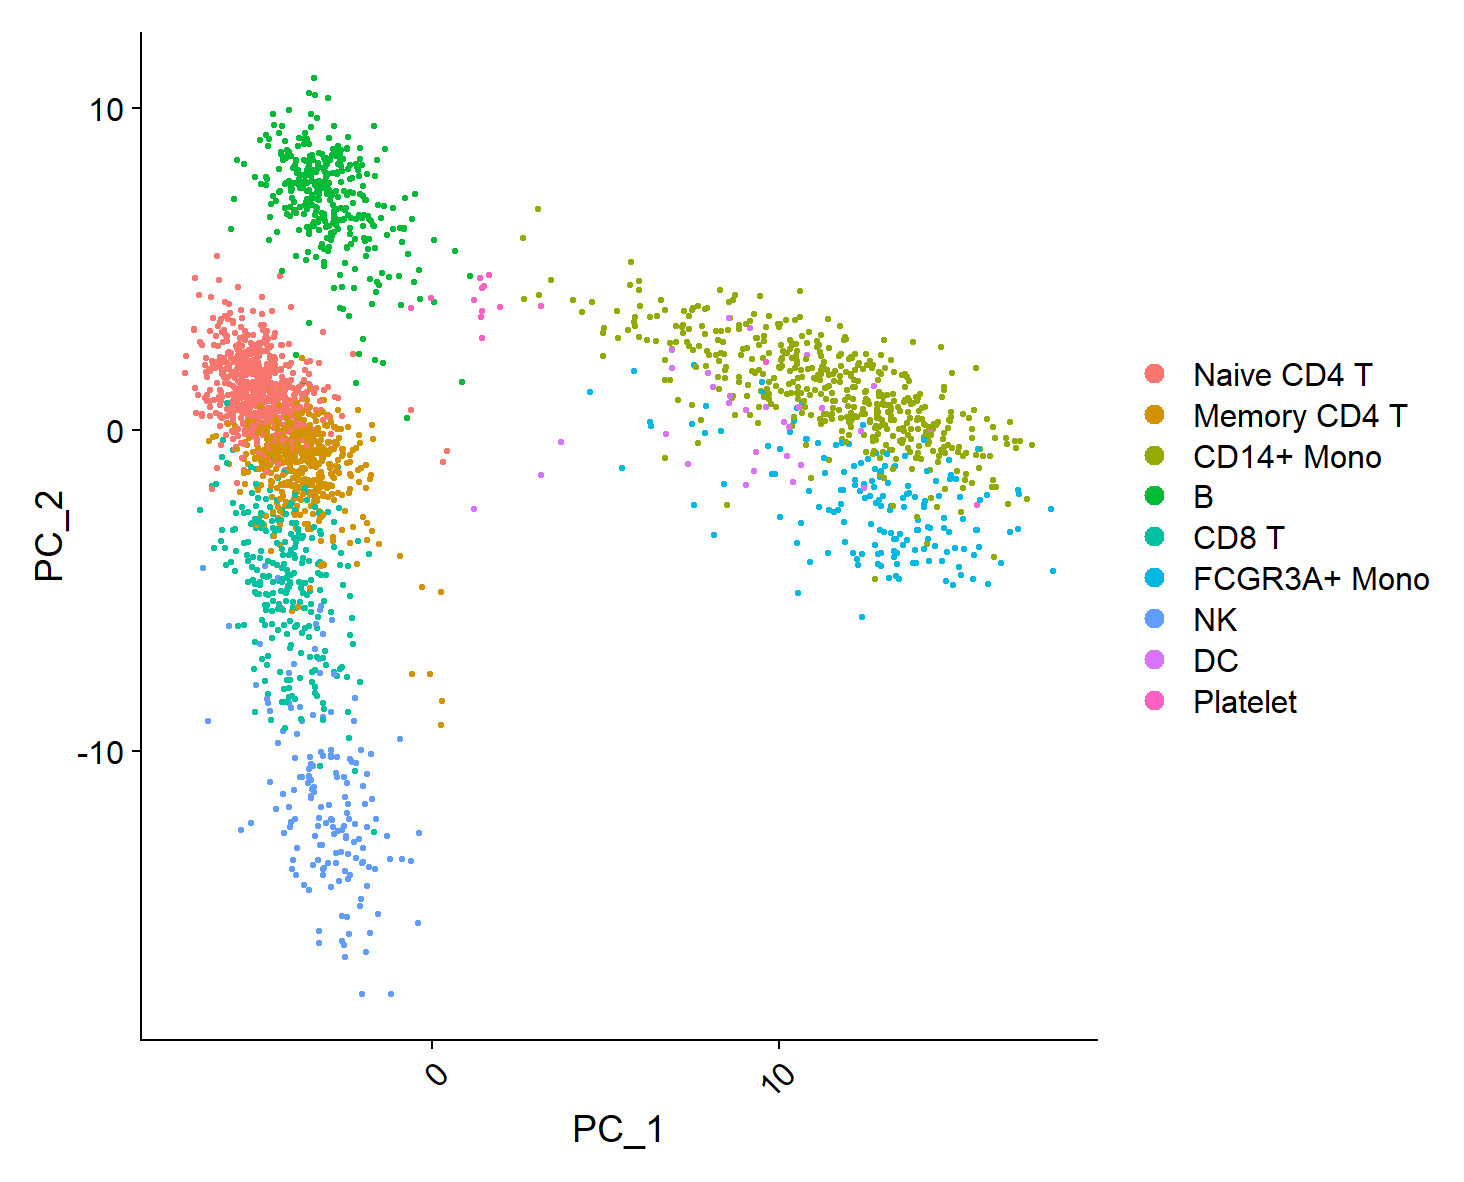 10
0
-10
PC_2
0
10
PC_1
Naive CD4 T
Memory CD4 T
CD14+ Mono
B
CD8 T
FCGR3A+ Mono
NK
DC
Platelet